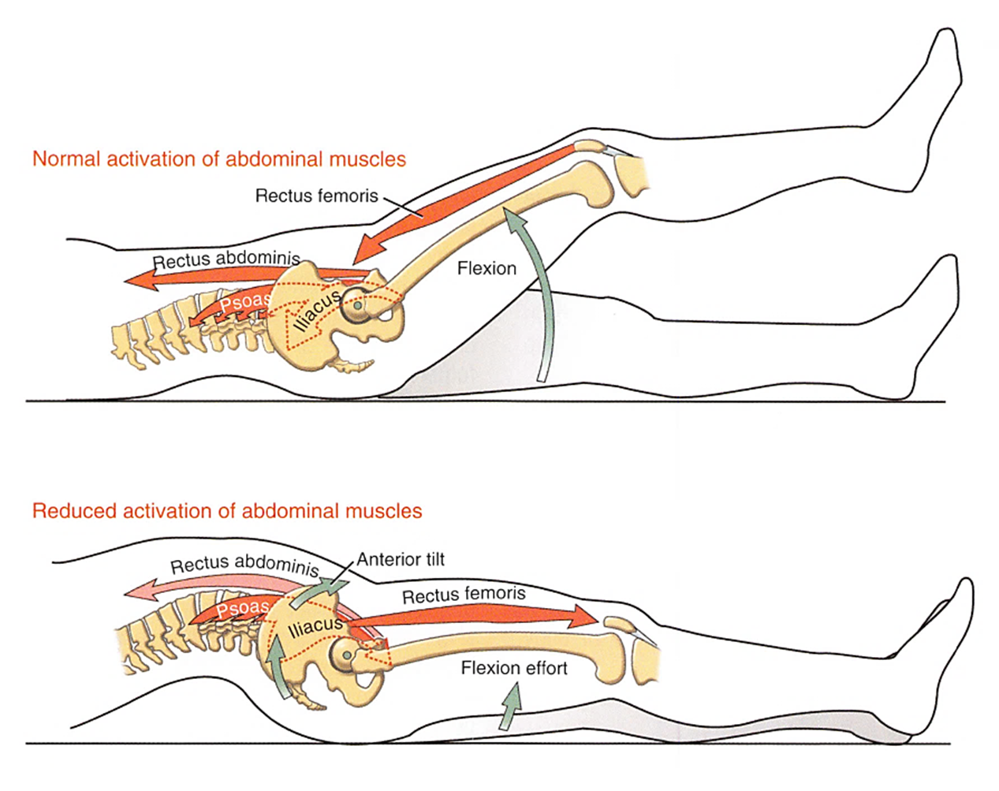 Normal activation of abdominal muscles
Rectus femoris
Rectus abdominis
Flexion
Psoas
Iliacus
Reduced activation of abdominal muscles
Anterior tilt
Rectus abdominis
Rectus femoris
Psoas
Iliacus
Flexion effort